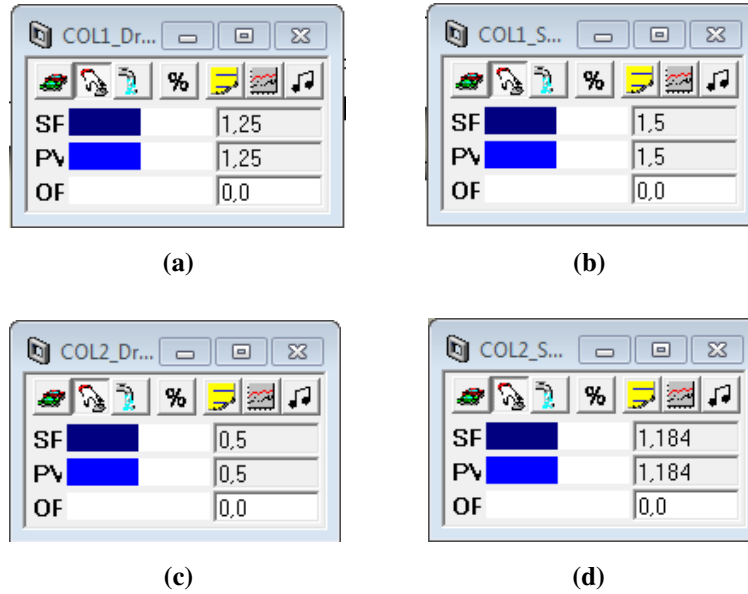 COL1_Dr...
%
SF 1,25
PV 1,25
OF 0,0
(a)
COL1_S...
%
SF 1,5
PV 1,5
OF 0,0
(b)
COL2_Dr...
%
SF 0,5
PV 0,5
OF 0,0
(c)
COL2_S...
%
SF 1,184
PV 1,184
OF 0,0
(d)